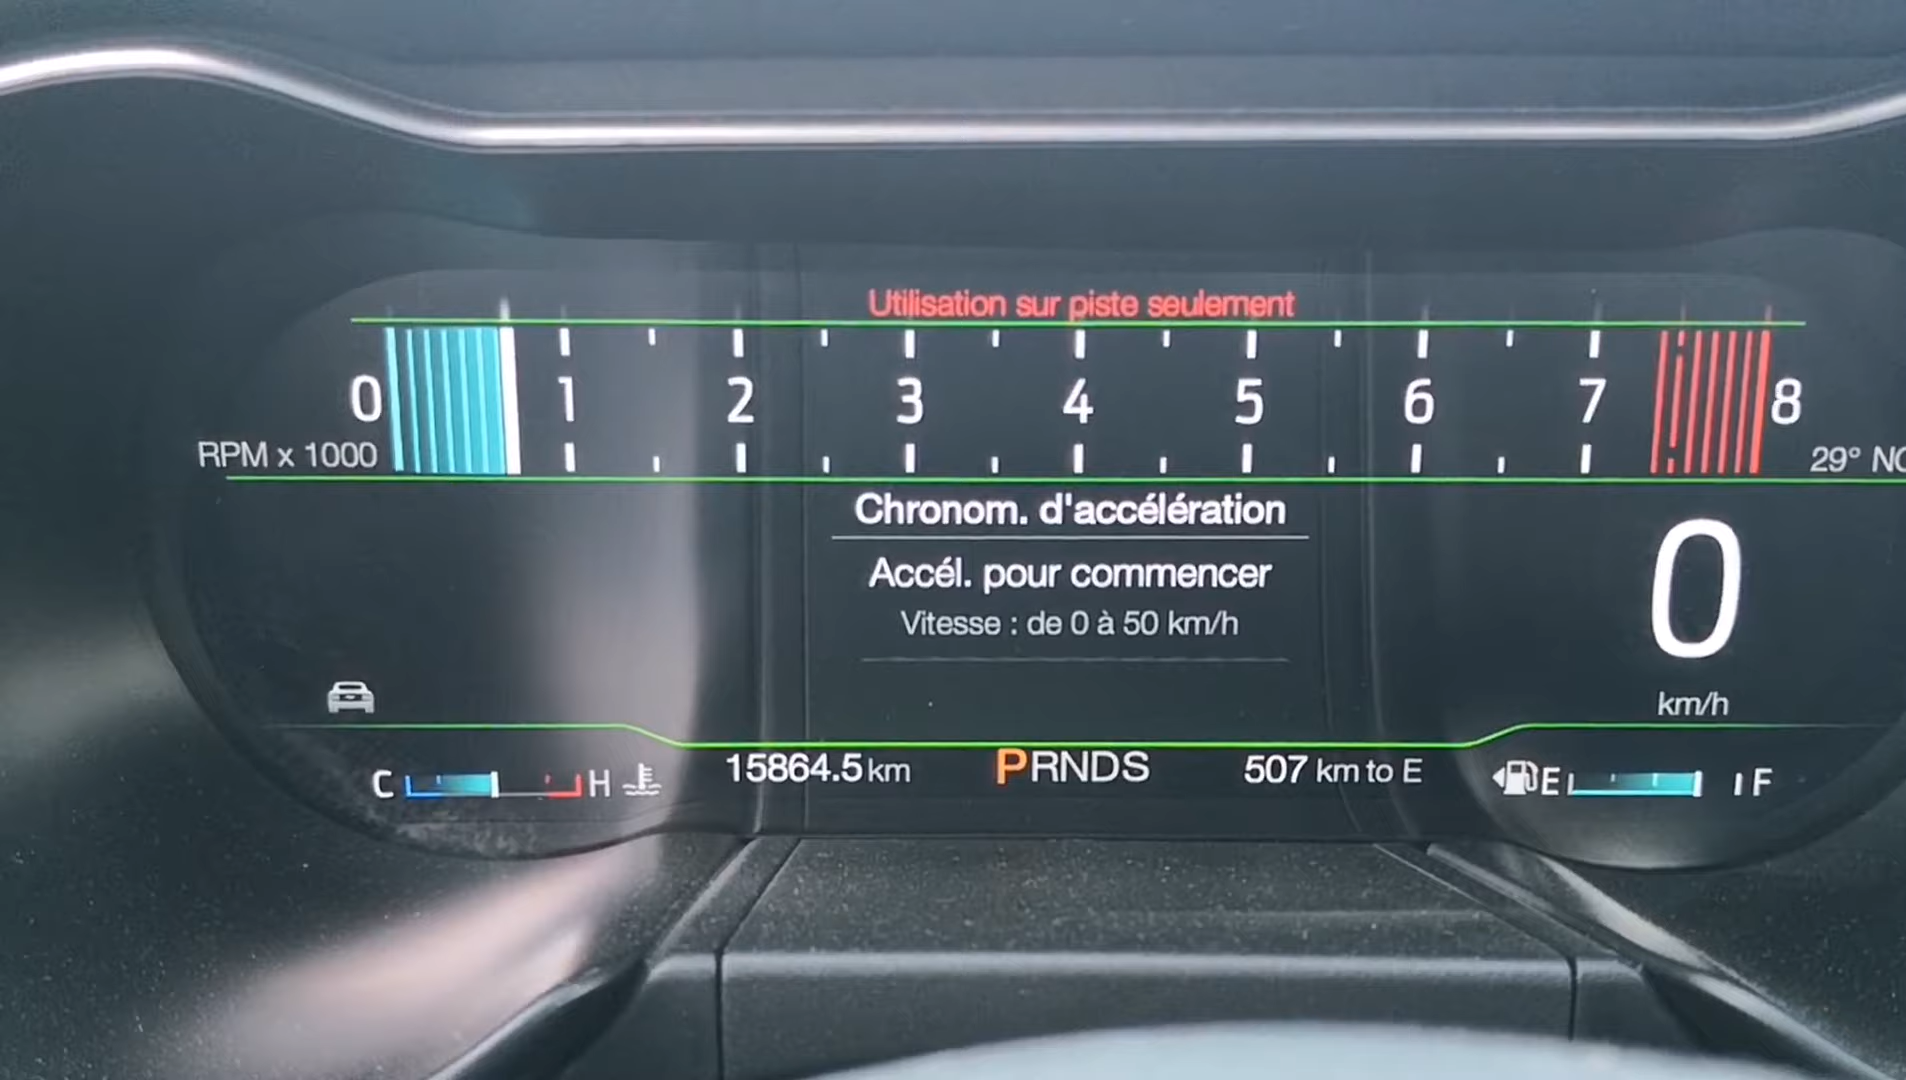 Utilisation sur piste seulement
0 1 2 3 4 5 6 7 8
RPM x 1000
29°
Chronom. d'accélération
Accél. pour commencer
Vitesse : de 0 à 50 km/h
0
km/h
C H
15864.5 km
PRNDS
507 km to E
E F